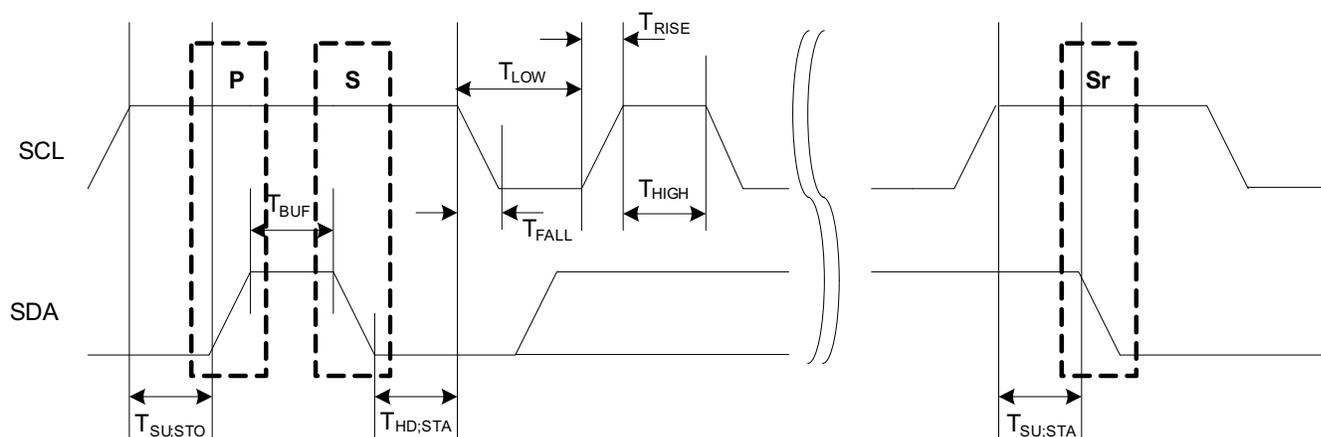 T_RISE
P
S
T_LOW
Sr
SCL
T_BUF
T_HIGH
T_FALL
SDA
T_SU;STO
T_HD;STA
T_SU:STA